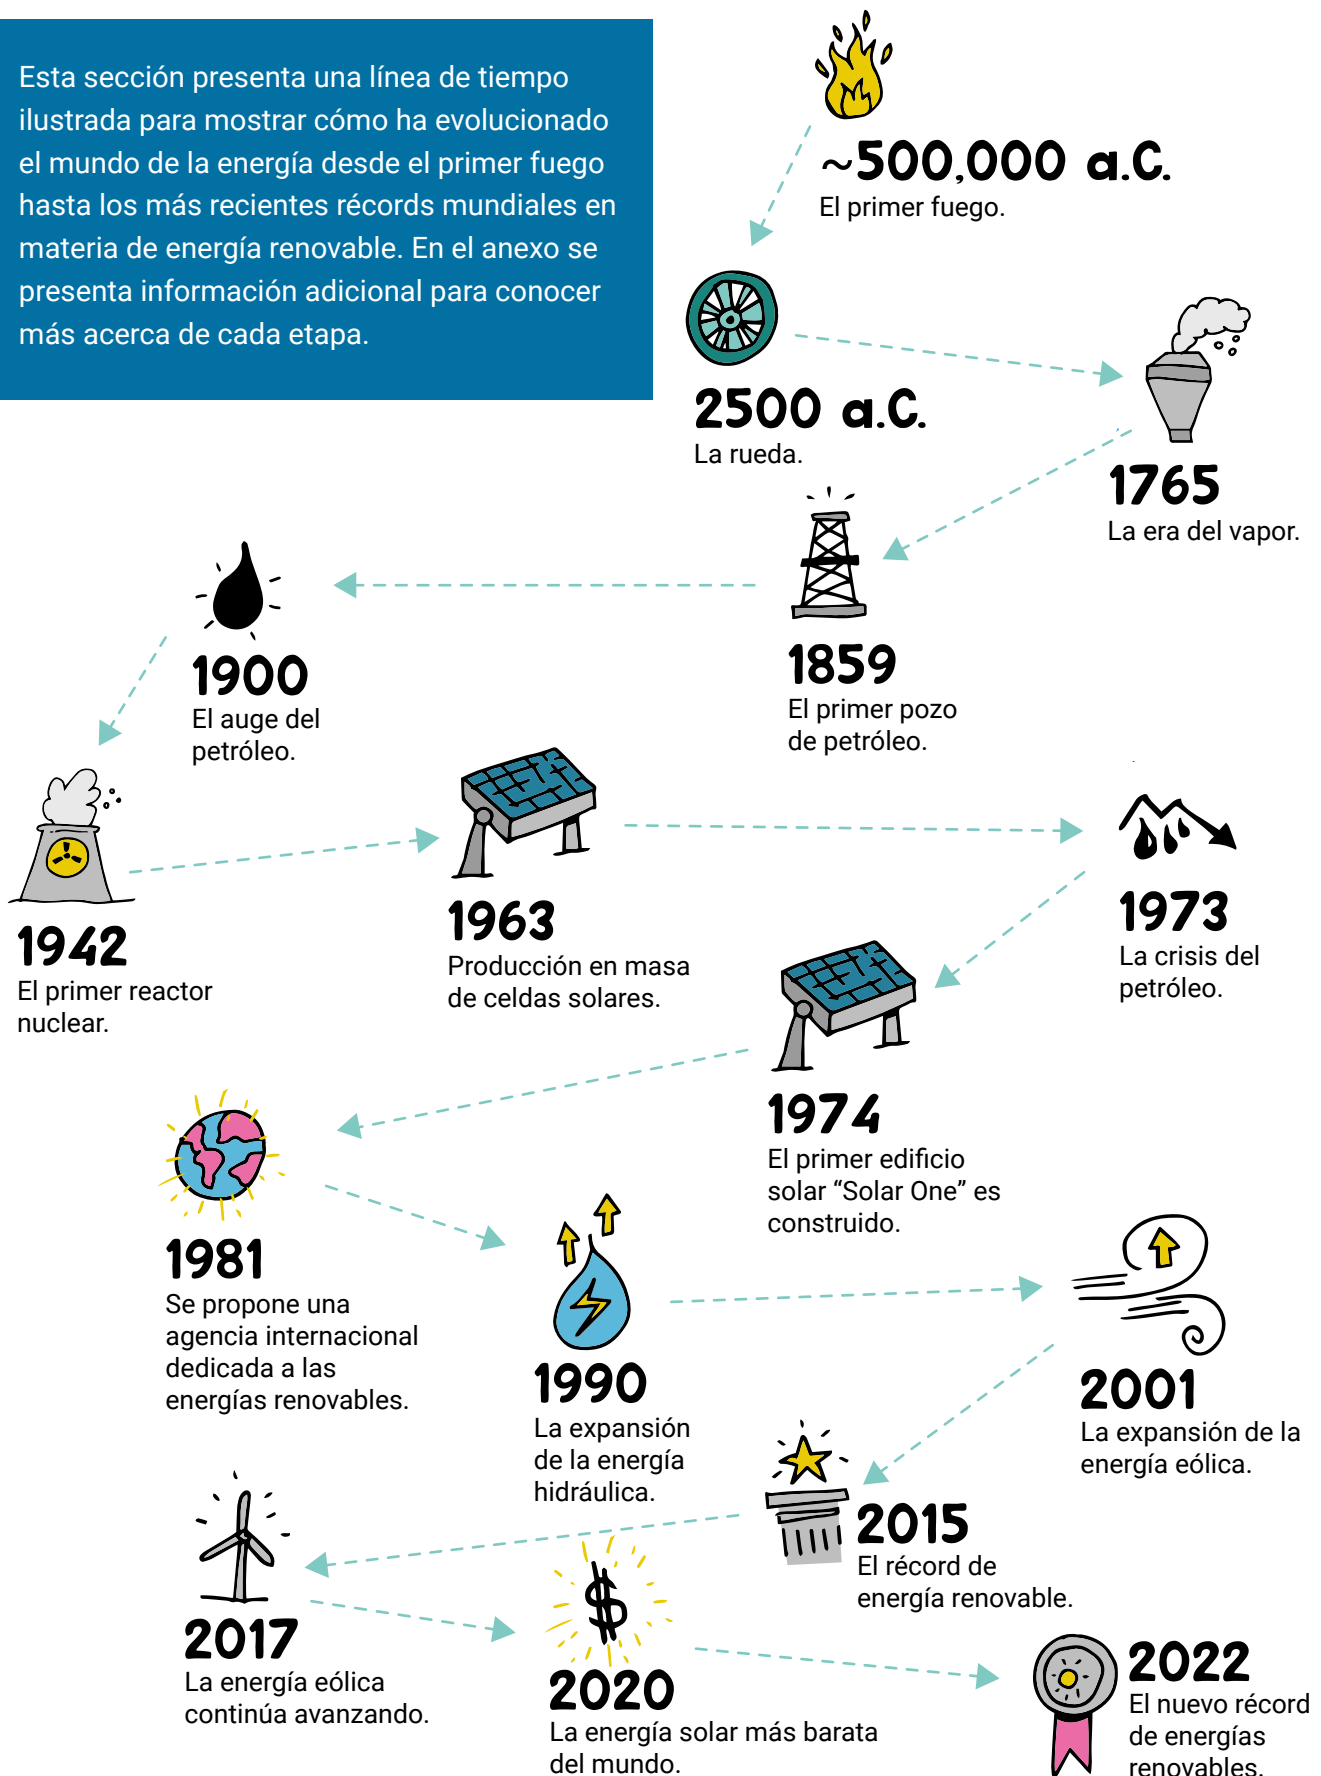 Esta sección presenta una línea de tiempo
ilustrada para mostrar cómo ha evolucionado
el mundo de la energía desde el primer fuego
hasta los más recientes récords mundiales en
materia de energía renovable. En el anexo se
presenta información adicional para conocer
más acerca de cada etapa.
~500,000 a.C.
El primer fuego.
2500 a.C.
La rueda.
1765
La era del vapor.
1859
El primer pozo
de petróleo.
1900
El auge del
petróleo.
1942
El primer reactor
nuclear.
1963
Producción en masa
de celdas solares.
1973
La crisis del
petróleo.
1974
El primer edificio
solar “Solar One” es
construido.
1981
Se propone una
agencia internacional
dedicada a las
energías renovables.
1990
La expansión
de la energía
hidráulica.
2001
La expansión de la
energía eólica.
2015
El récord de
energía renovable.
2017
La energía eólica
continúa avanzando.
$
2020
La energía solar más barata
del mundo.
2022
El nuevo récord
de energías
renovables.